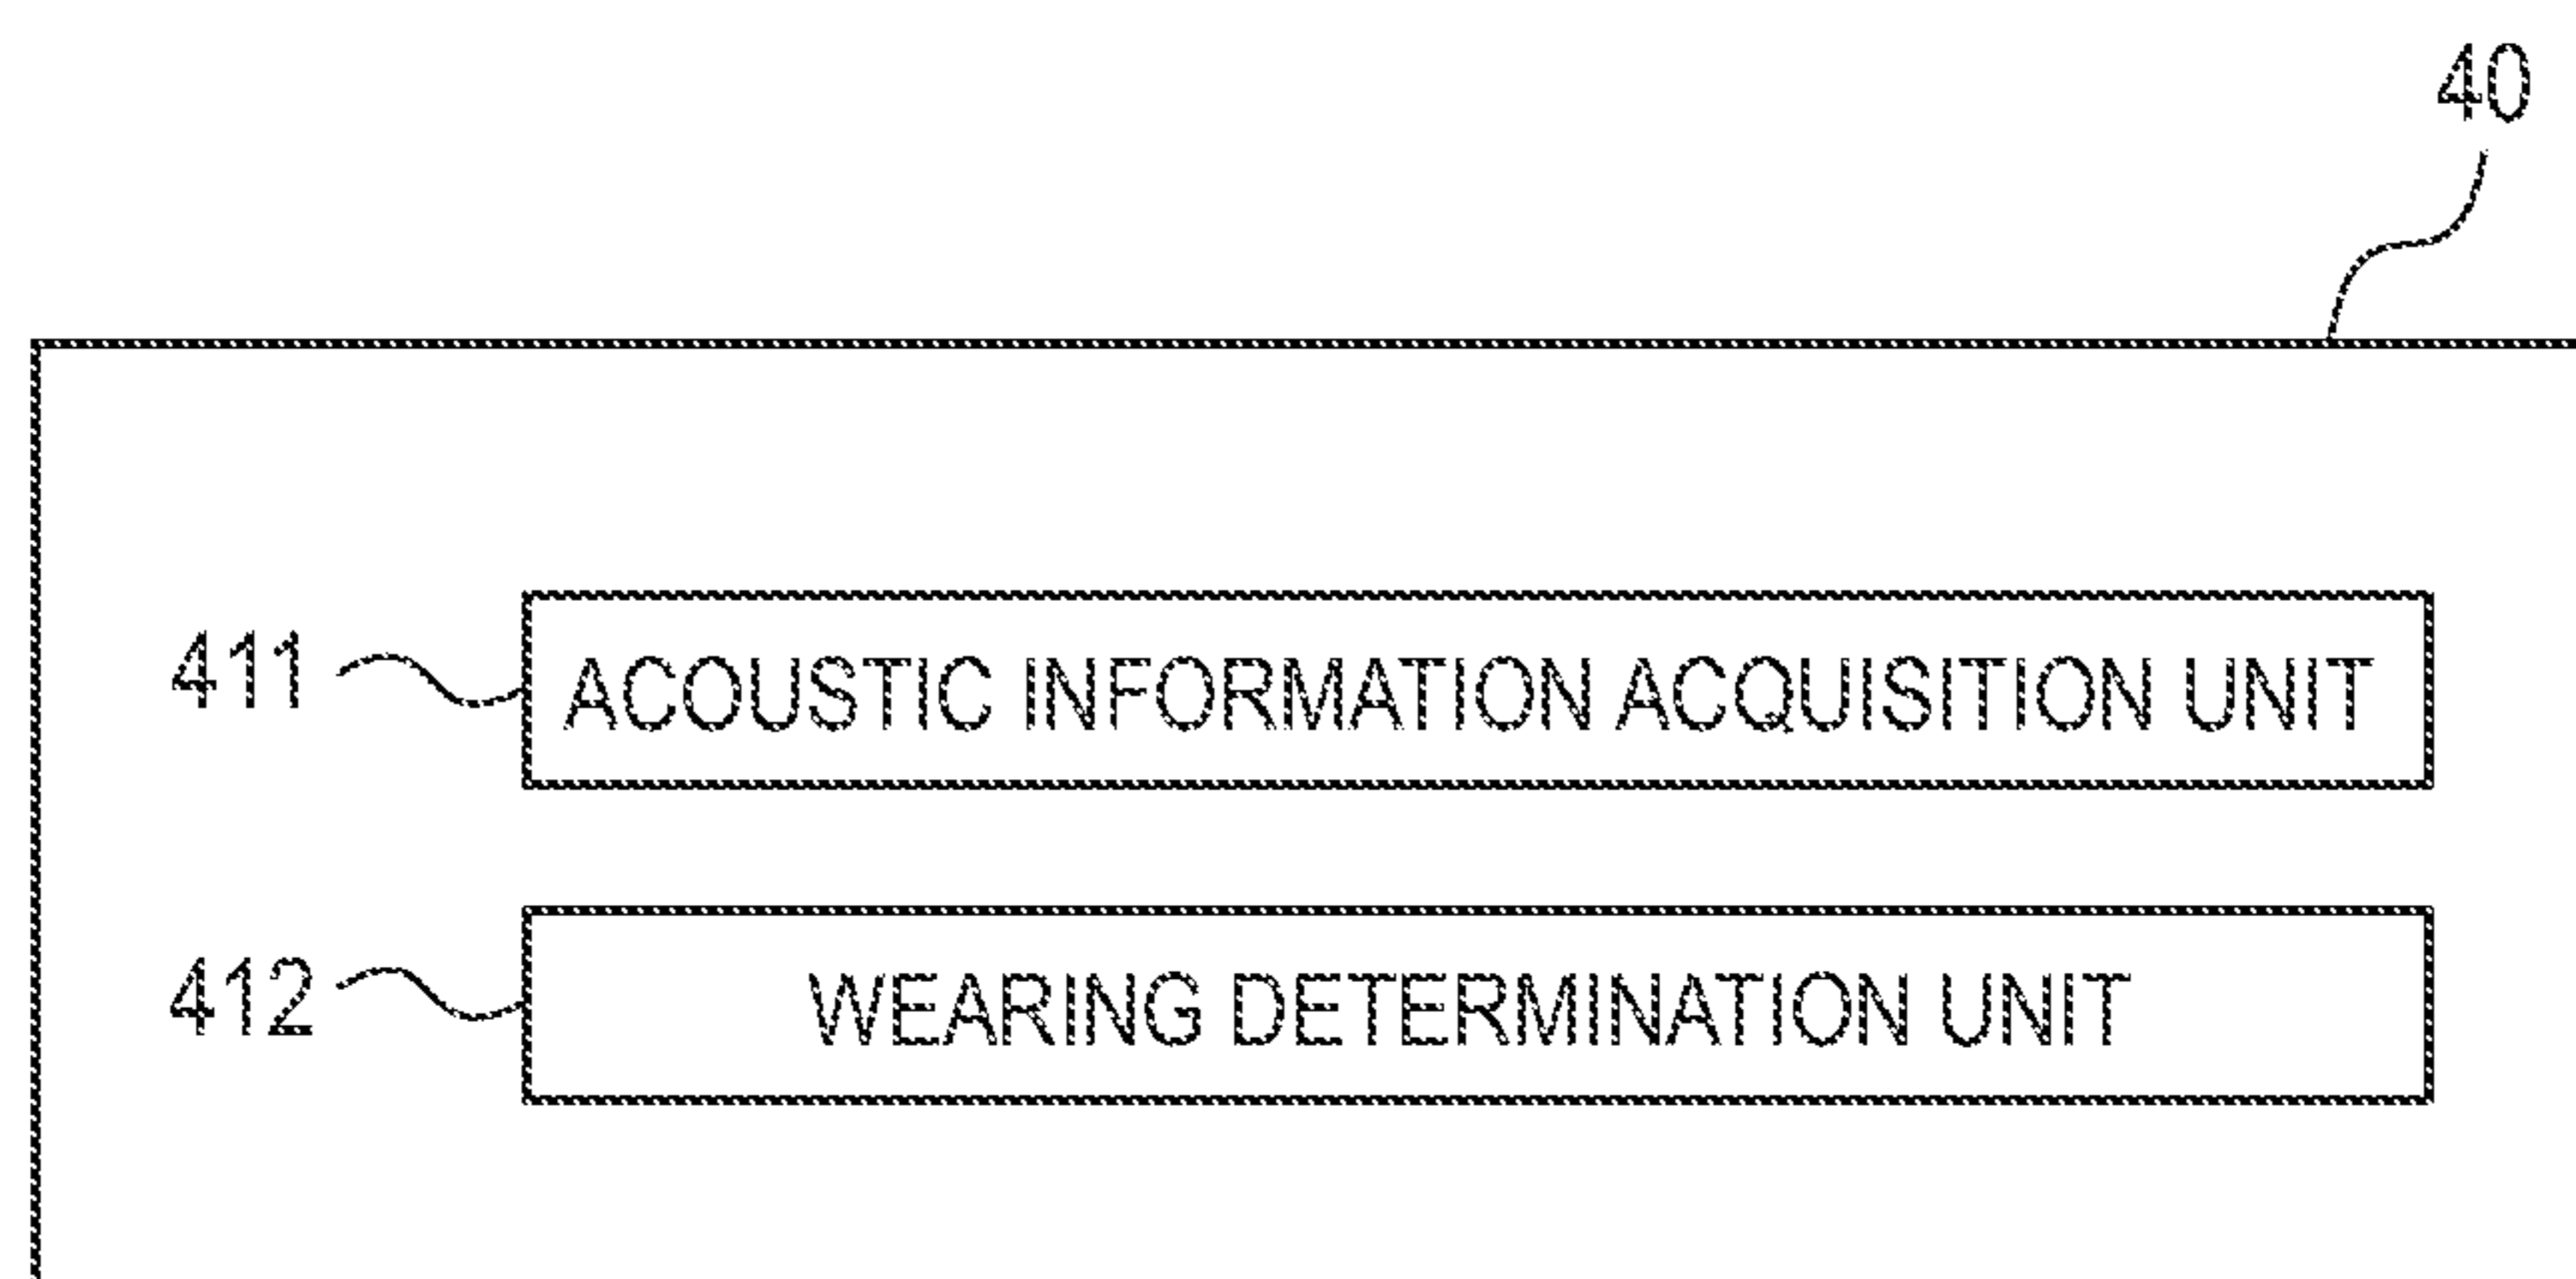 40
411 ACOUSTIC INFORMATION ACQUISITION UNIT
412 WEARING DETERMINATION UNIT